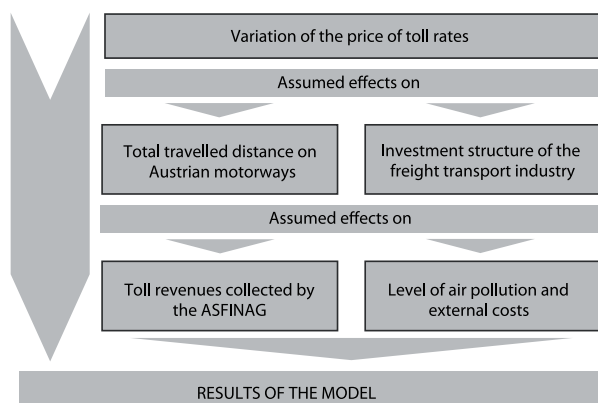 Variation of the price of toll rates
Assumed effects on
Total travelled distance on
Austrian motorways
Investment structure of the
freight transport industry
Assumed effects on
Toll revenues collected by
the ASFINAG
Level of air pollution and
external costs
RESULTS OF THE MODEL